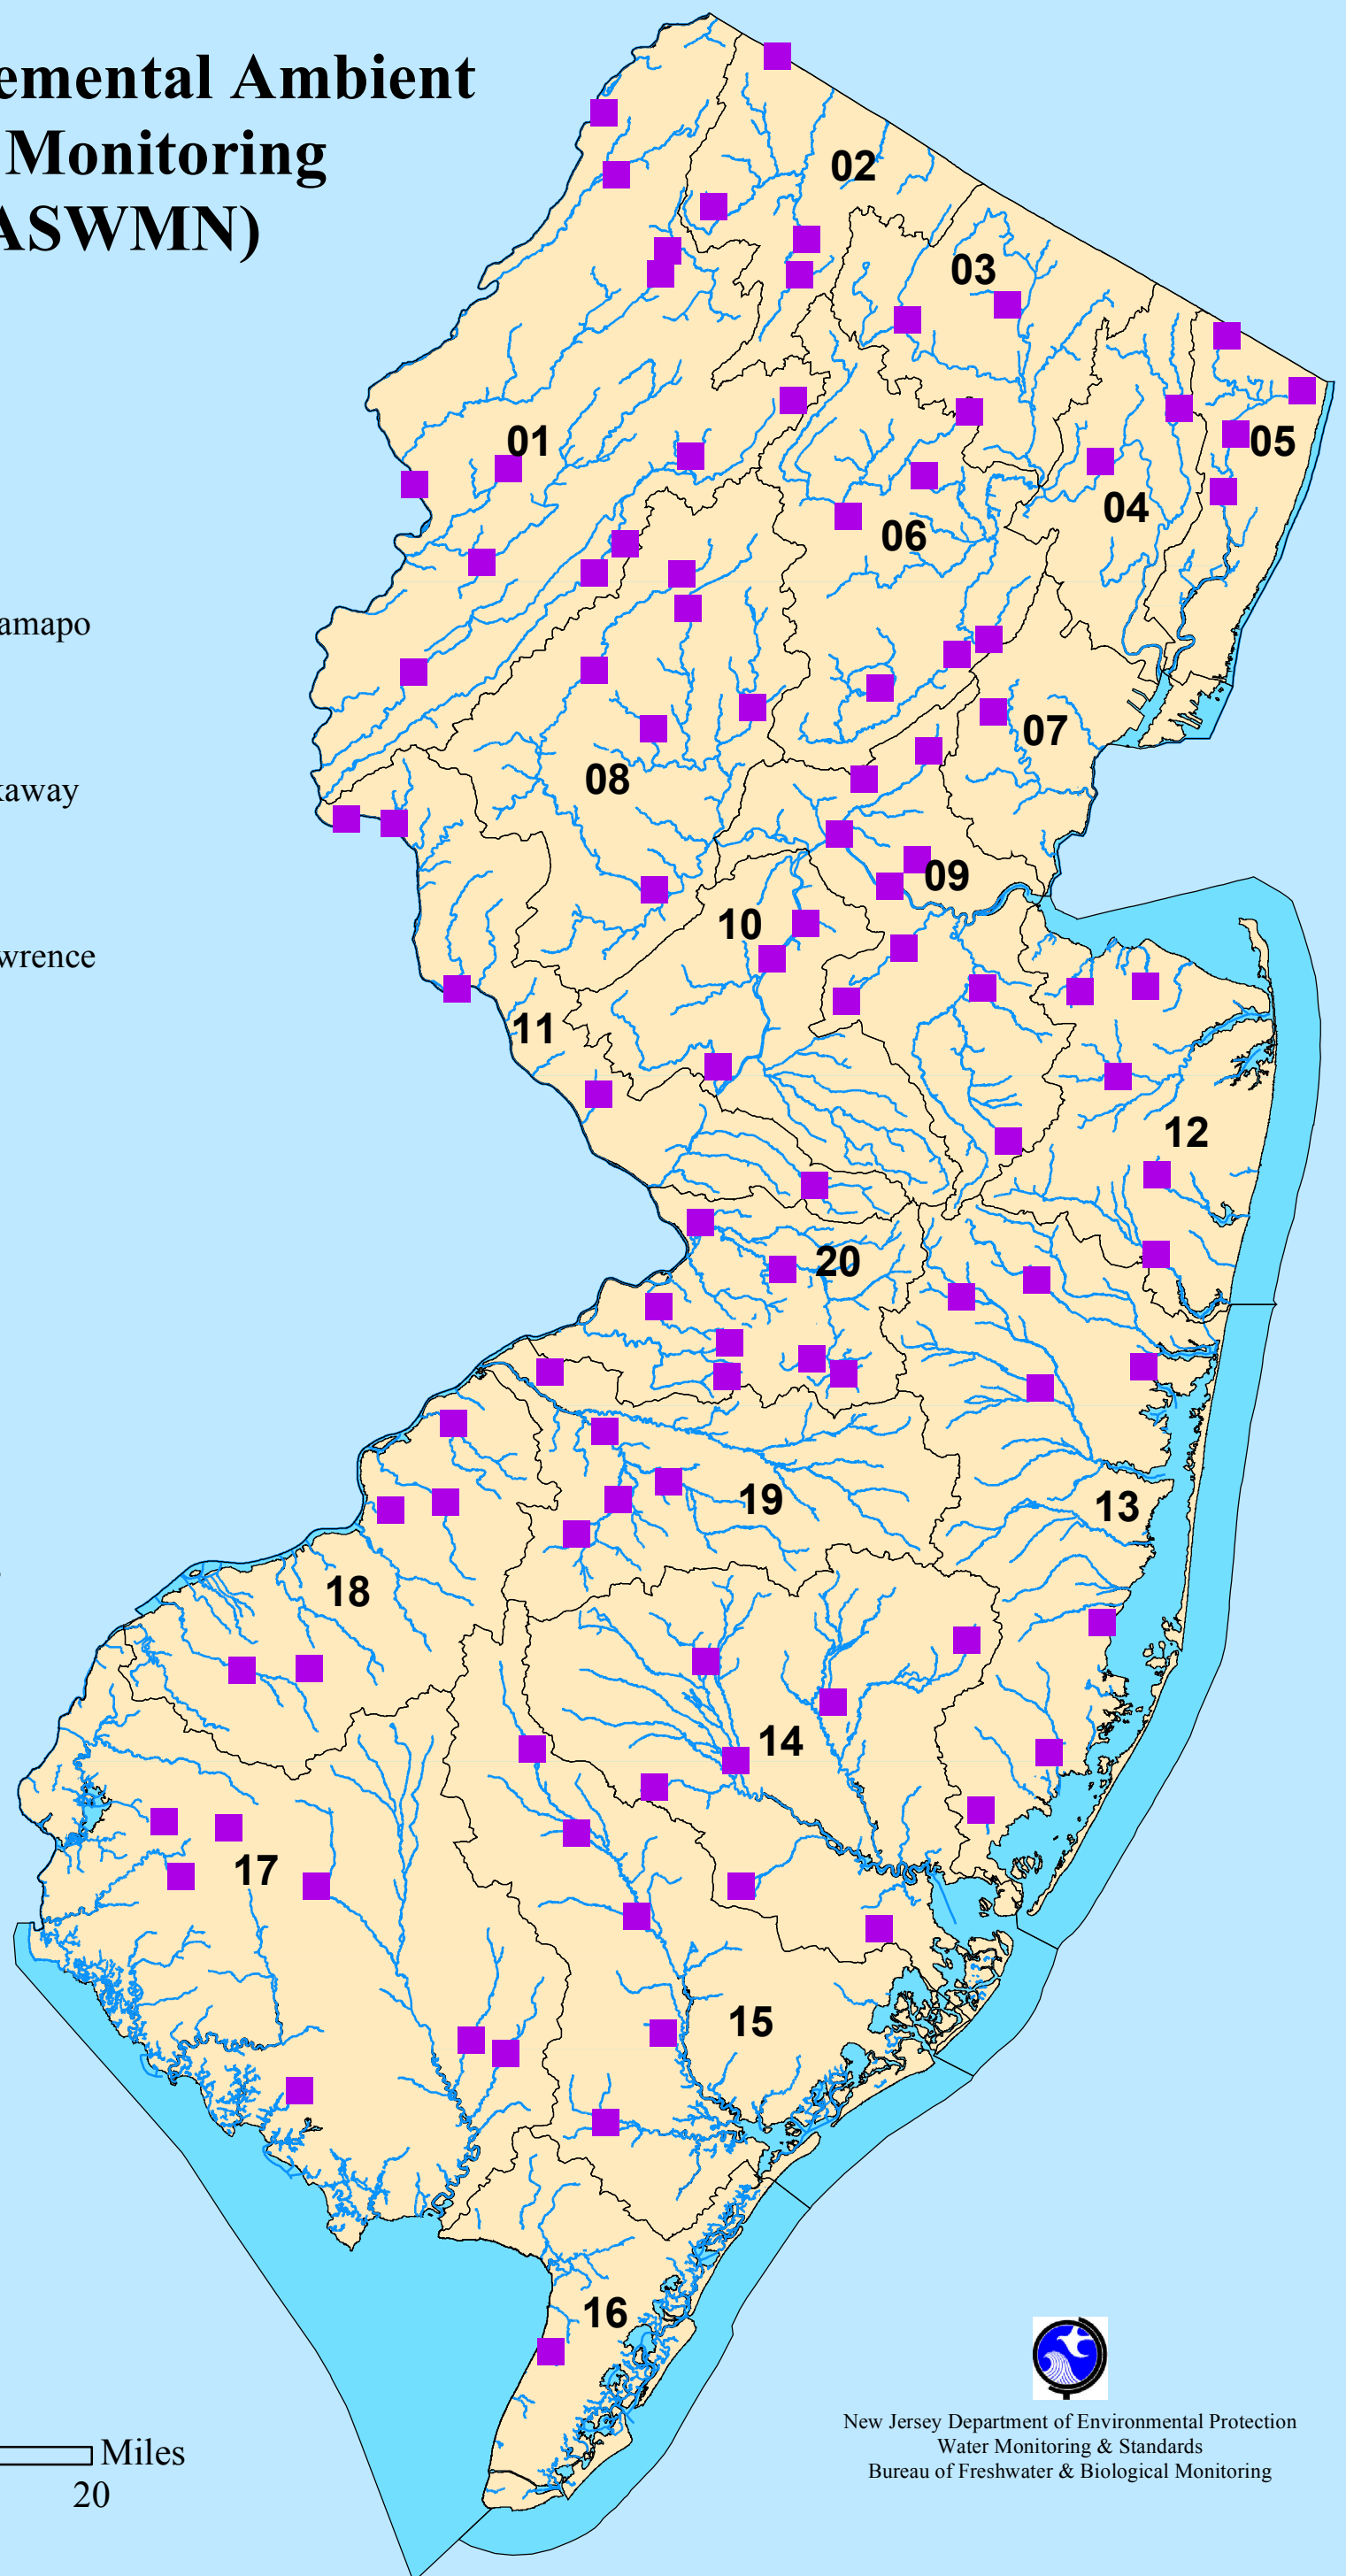 emental Ambient
Monitoring
ASWMN)
02
03
01
05
04
06
amapo
07
08
kaway
09
10
wrence
11
12
20
19
13
18
14
17
15
16
Miles
20
New Jersey Department of Environmental Protection
Water Monitoring & Standards
Bureau of Freshwater & Biological Monitoring